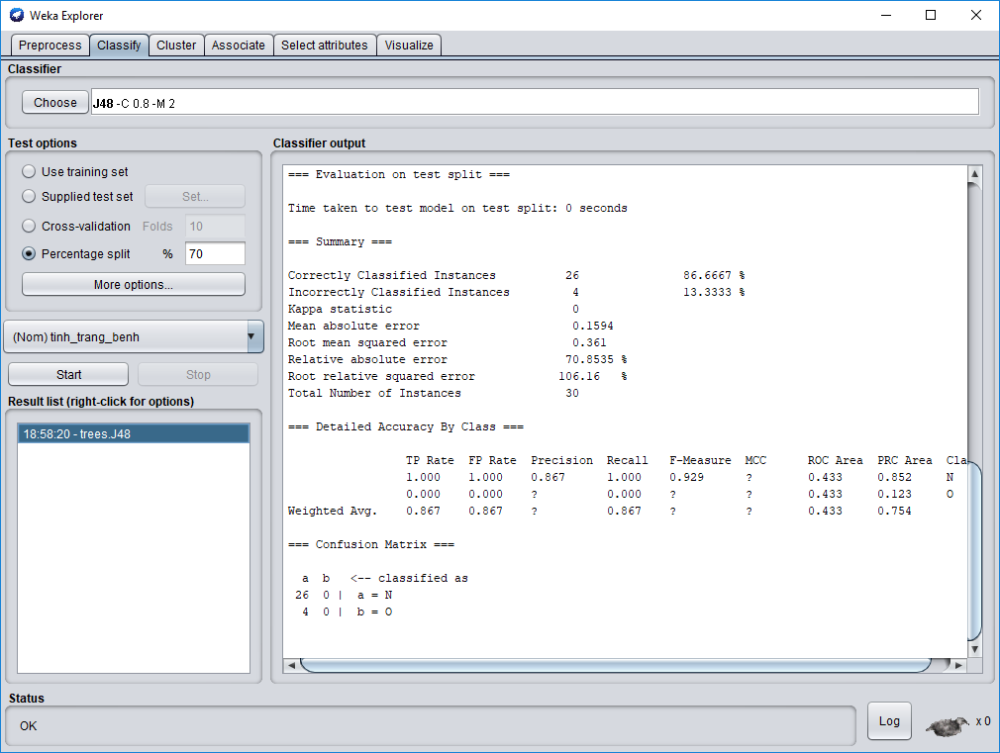 Weka Explorer
Preprocess Classify Cluster Associate Select attributes Visualize
Classifier
Choose J48 -C 0.8 -M 2
Test options
Use training set
Supplied test set Set...
Cross-validation Folds 10
Percentage split % 70
More options...
(Nom) tinh_trang_benh
Start Stop
Result list (right-click for options)
18:58:20 - trees.J48
Classifier output
=== Evaluation on test split ===
Time taken to test model on test split: 0 seconds
=== Summary ===
Correctly Classified Instances 26 86.6667 %
Incorrectly Classified Instances 4 13.3333 %
Kappa statistic 0
Mean absolute error 0.1594
Root mean squared error 0.361
Relative absolute error 70.8535 %
Root relative squared error 106.16 %
Total Number of Instances 30
=== Detailed Accuracy By Class ===
TP Rate FP Rate Precision Recall F-Measure MCC ROC Area PRC Area Cla
1.000 1.000 0.867 1.000 0.929 ? 0.433 0.852 N
0.000 0.000 ? 0.000 ? ? 0.433 0.123 O
Weighted Avg. 0.867 0.867 ? 0.867 ? ? 0.433 0.754
=== Confusion Matrix ===
a b <-- classified as
26 0 | a = N
4 0 | b = O
Status
OK
Log
x 0